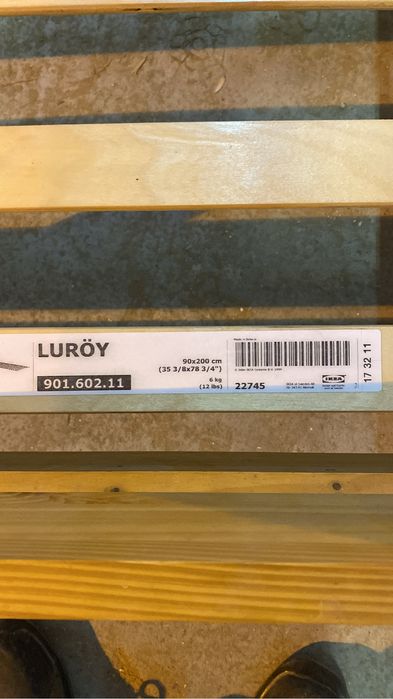 LURÖY
901.602.11
90x200 cm
(35 3/8x78 3/4")
6 kg
(12 lbs)
22745
IKEA
17 32 11